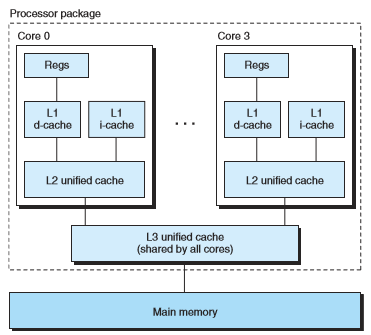 Processor package
Core 0
Core 3
Regs
Regs
L1
d-cache
L1
i-cache
...
L1
d-cache
L1
i-cache
L2 unified cache
L2 unified cache
L3 unified cache
(shared by all cores)
Main memory